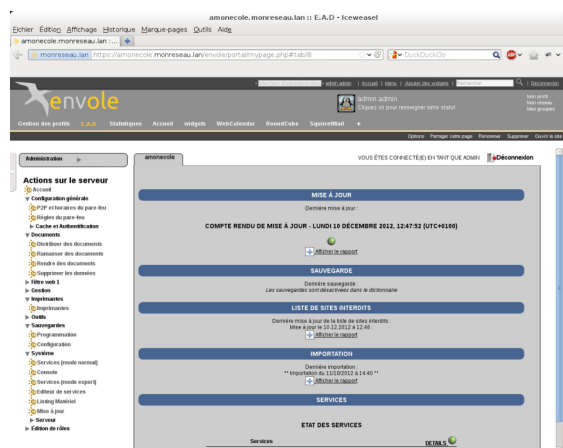 amonecole.monreseau.lan :: E.A.D - Iceweasel
Fichier Édition Affichage Historique Marque-pages Outils Aide
amonecole.monreseau.lan :...
monreseau.lan https://amonecole.monreseau.lan/envole/portal/mypage.php#tab/8 DuckDuckGo
admin admin | Accueil | Menu | Ajouter des widgets | Rechercher | Déconnexion
envole
admin admin
Cliquez ici pour renseigner votre statut
Mon profil
Mon réseau
Mes groupes
Gestion des profils E.A.D Statistiques Accueil widgets WebCalendar RoundCube SquirrelMail +
Options Partager cette page Renommer Supprimer Ouvrir le site
Administration
amonecole
VOUS ÊTES CONNECTÉ(E) EN TANT QUE ADMIN Déconnexion
Actions sur le serveur
Accueil
Configuration générale
P2P et horaires du pare-feu
Règles du pare-feu
Cache et Authentification
Documents
Distribuer des documents
Ramasser des documents
Rendre des documents
Supprimer les données
Filtre web 1
Gestion
Imprimantes
Imprimantes
Outils
Sauvegardes
Programmation
Configuration
Système
Services (mode normal)
Console
Services (mode expert)
Editeur de services
Listing Matériel
Mise à jour
Serveur
Édition de rôles
MISE À JOUR
Dernière mise à jour :
COMPTE RENDU DE MISE À JOUR - LUNDI 10 DÉCEMBRE 2012, 12:47:52 (UTC+0100)
Afficher le rapport
SAUVEGARDE
Dernière sauvegarde :
Les sauvegardes sont désactivées dans le dictionnaire
LISTE DE SITES INTERDITS
Dernière mise à jour de la liste de sites interdits :
Mise à jour le 10.12.2012 à 12:46 :
Afficher le rapport
IMPORTATION
Dernière importation :
** Importation du 11/10/2012 à 14:40 **
Afficher le rapport
SERVICES
ETAT DES SERVICES
Services DETAILS